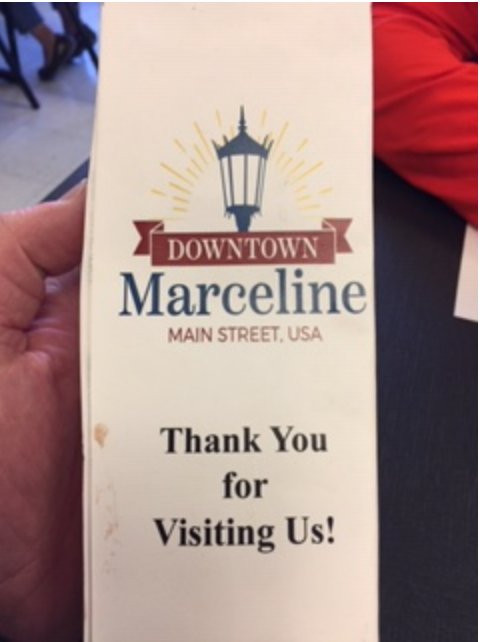 DOWNTOWN
Marceline
MAIN STREET, USA
Thank You
for
Visiting Us!